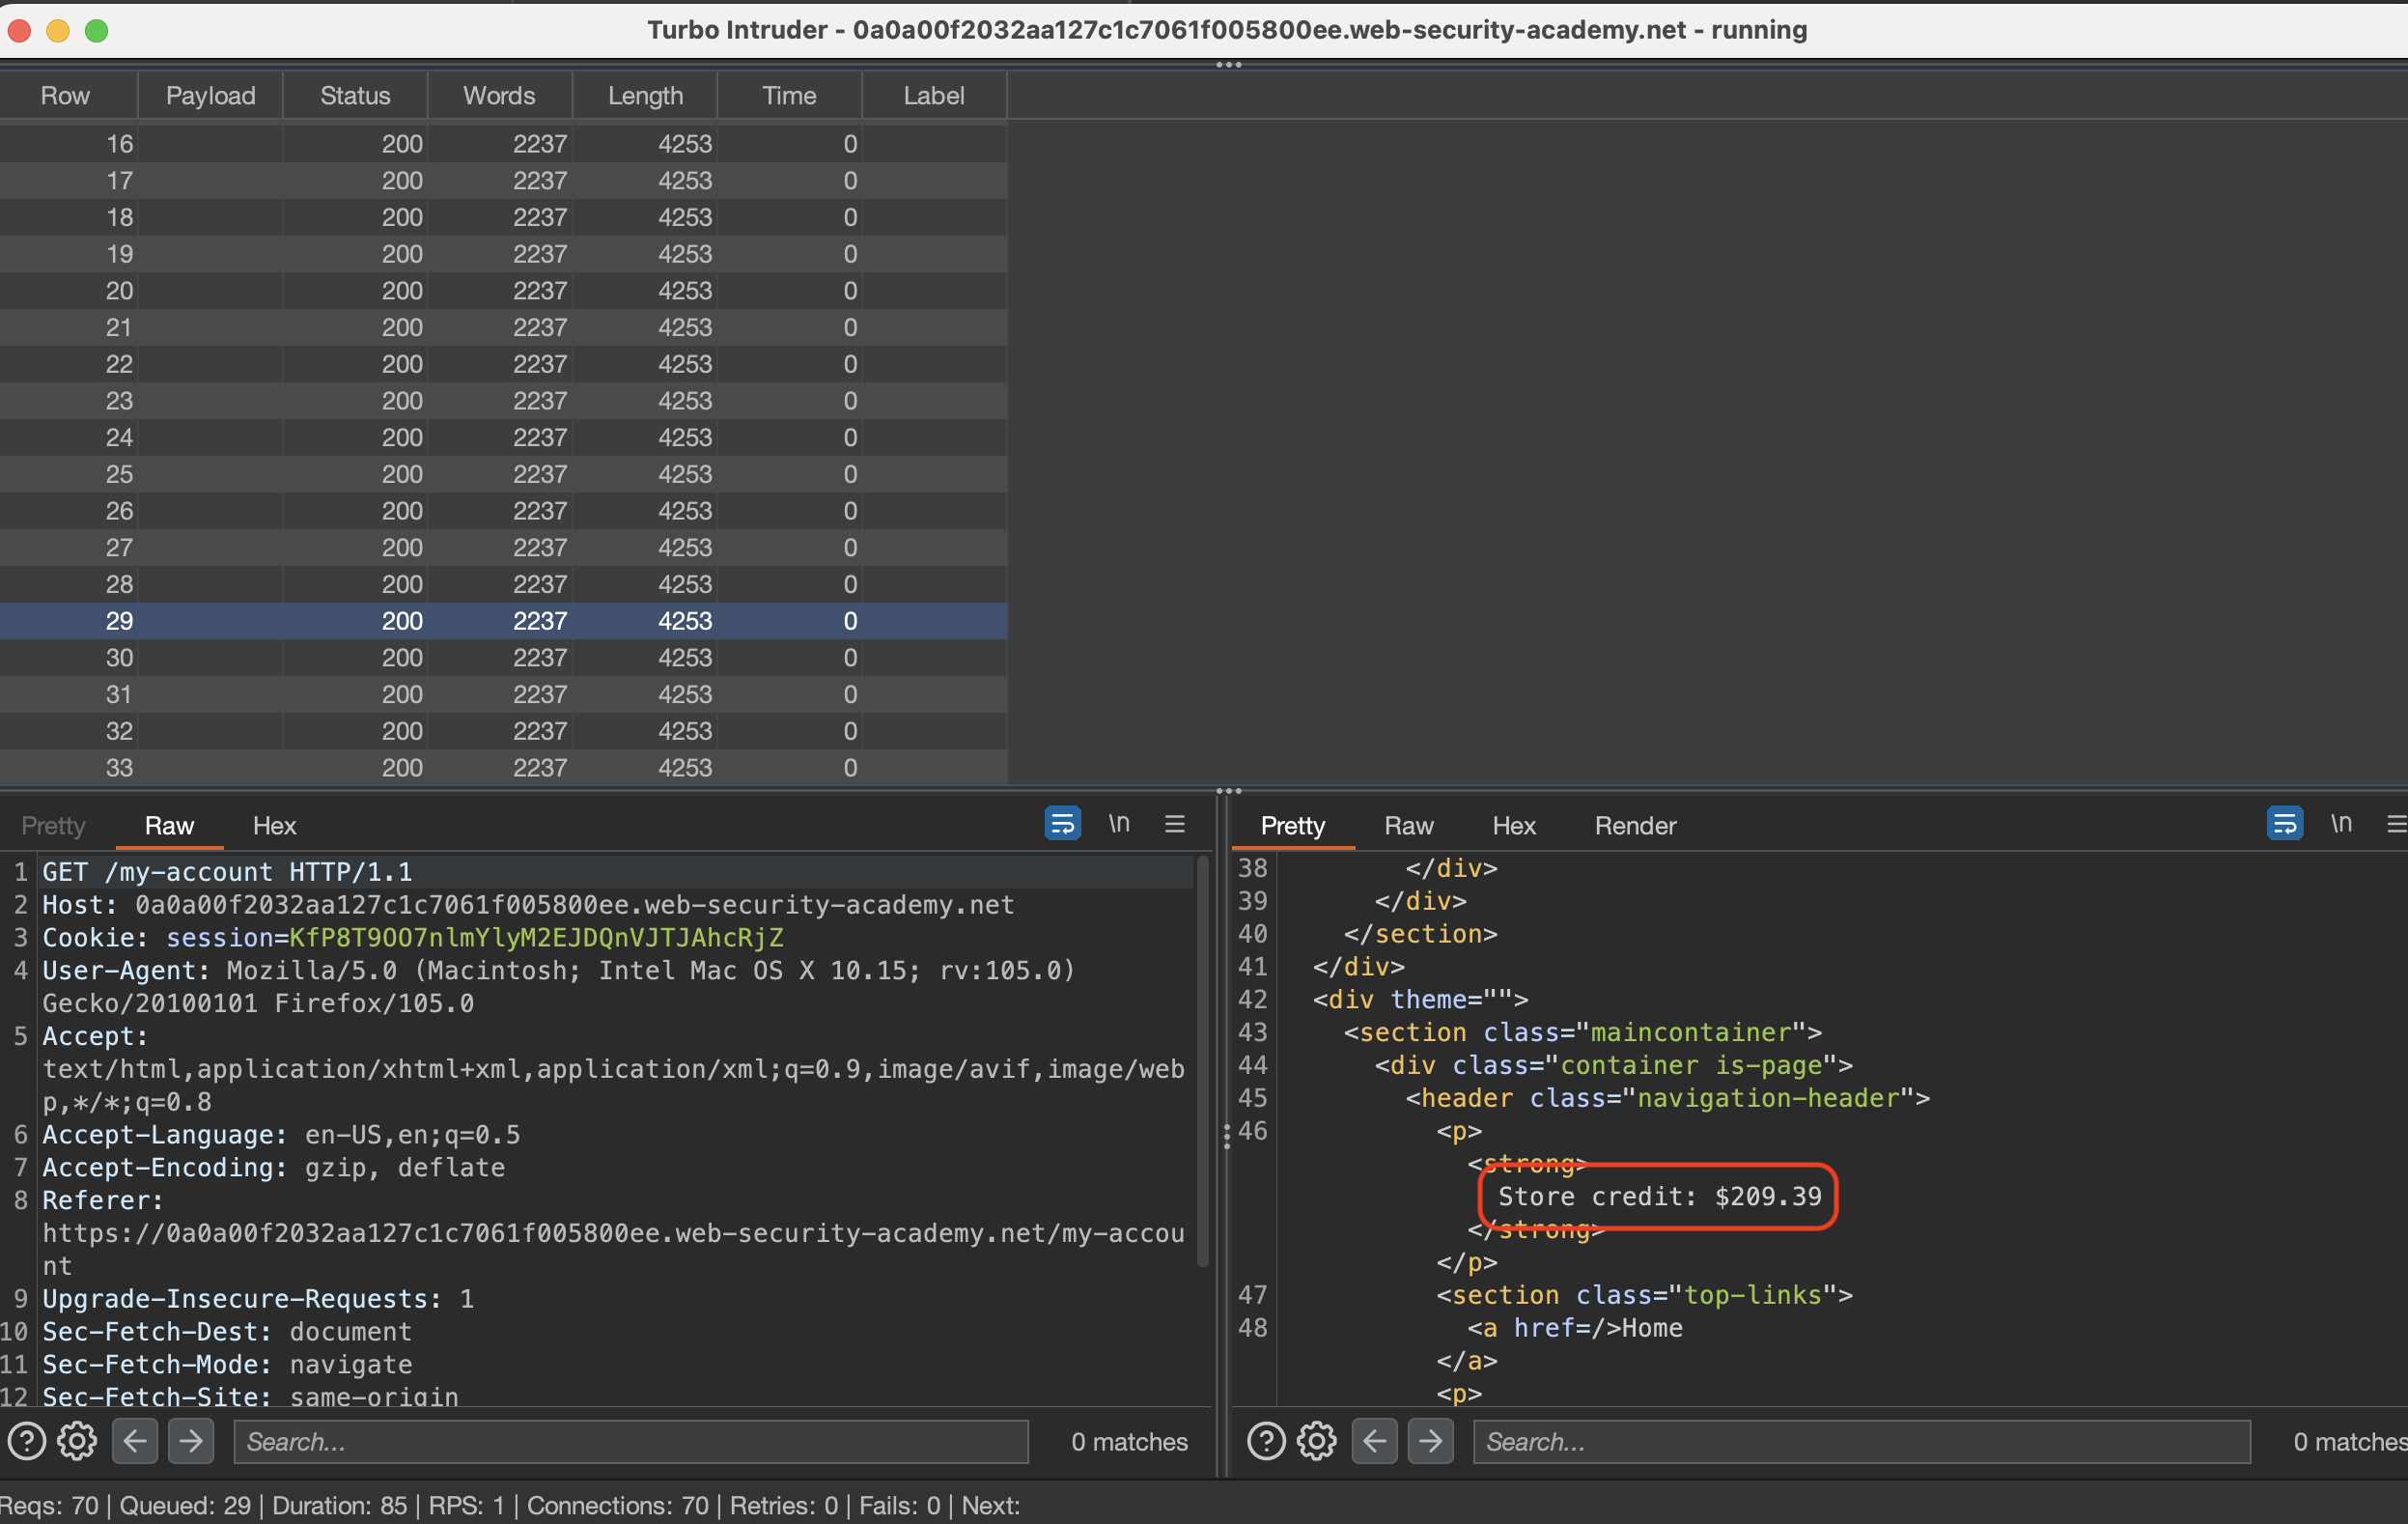 Turbo Intruder - 0a0a00f2032aa127c1c7061f005800ee.web-security-academy.net - running
Row Payload Status Words Length Time Label
16 200 2237 4253 0
17 200 2237 4253 0
18 200 2237 4253 0
19 200 2237 4253 0
20 200 2237 4253 0
21 200 2237 4253 0
22 200 2237 4253 0
23 200 2237 4253 0
24 200 2237 4253 0
25 200 2237 4253 0
26 200 2237 4253 0
27 200 2237 4253 0
28 200 2237 4253 0
29 200 2237 4253 0
30 200 2237 4253 0
31 200 2237 4253 0
32 200 2237 4253 0
33 200 2237 4253 0
Pretty Raw Hex \n
1 GET /my-account HTTP/1.1
2 Host: 0a0a00f2032aa127c1c7061f005800ee.web-security-academy.net
3 Cookie: session=KfP8T9OO7nlmYlyM2EJDQnVJTJAhcRjZ
4 User-Agent: Mozilla/5.0 (Macintosh; Intel Mac OS X 10.15; rv:105.0)
Gecko/20100101 Firefox/105.0
5 Accept:
text/html,application/xhtml+xml,application/xml;q=0.9,image/avif,image/web
p,*/*;q=0.8
6 Accept-Language: en-US,en;q=0.5
7 Accept-Encoding: gzip, deflate
8 Referer:
https://0a0a00f2032aa127c1c7061f005800ee.web-security-academy.net/my-accou
nt
9 Upgrade-Insecure-Requests: 1
10 Sec-Fetch-Dest: document
11 Sec-Fetch-Mode: navigate
12 Sec-Fetch-Site: same-origin
Search... 0 matches
Pretty Raw Hex Render \n
38 </div>
39 </div>
40 </section>
41 </div>
42 <div theme="">
43 <section class="maincontainer">
44 <div class="container is-page">
45 <header class="navigation-header">
46 <p>
<strong>
Store credit: $209.39
</strong>
</p>
47 <section class="top-links">
48 <a href=/>Home
</a>
<p>
Search... 0 matches
Reqs: 70 | Queued: 29 | Duration: 85 | RPS: 1 | Connections: 70 | Retries: 0 | Fails: 0 | Next: